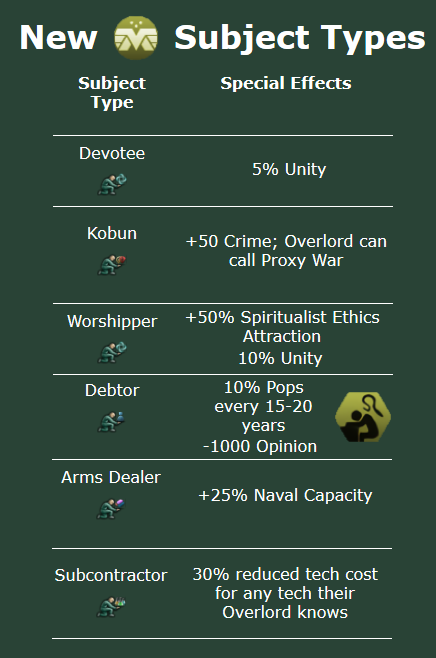 New Subject Types
Subject Type
Special Effects
Devotee
5% Unity
Kobun
+50 Crime; Overlord can
call Proxy War
Worshipper
+50% Spiritualist Ethics
Attraction
10% Unity
Debtor
10% Pops
every 15-20
years
-1000 Opinion
Arms Dealer
+25% Naval Capacity
Subcontractor
30% reduced tech cost
for any tech their
Overlord knows